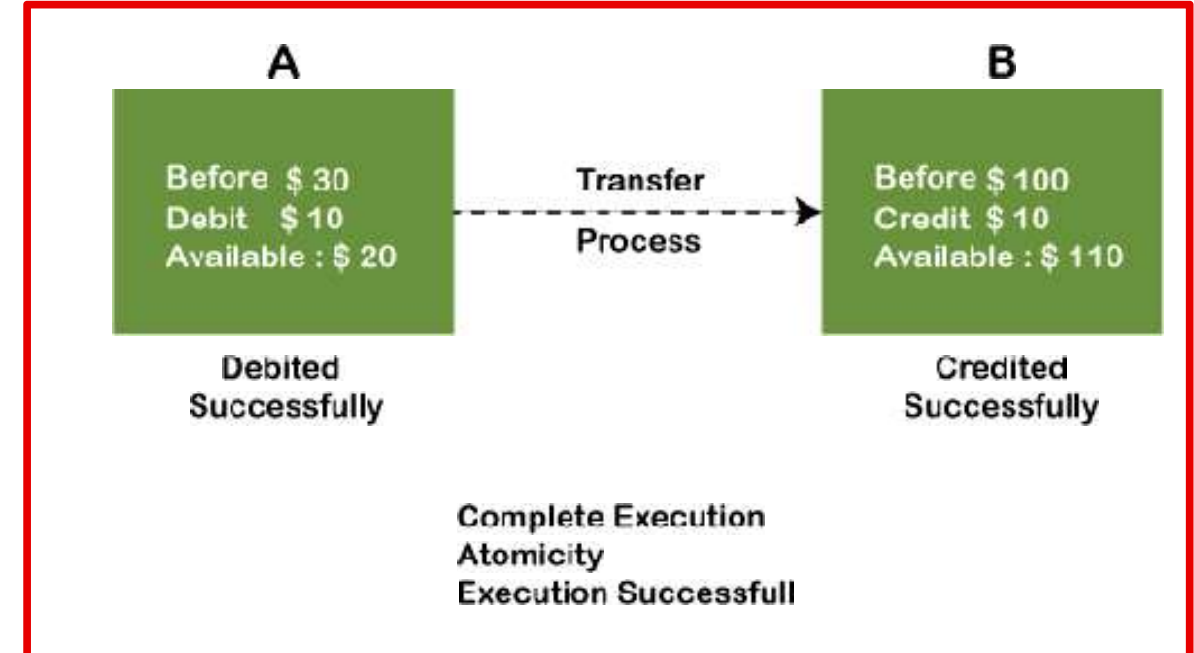 A
Before $ 30
Debit $ 10
Available : $ 20
Debited
Successfully
Transfer
Process
B
Before $ 100
Credit $ 10
Available : $ 110
Credited
Successfully
Complete Execution
Atomicity
Execution Successfull